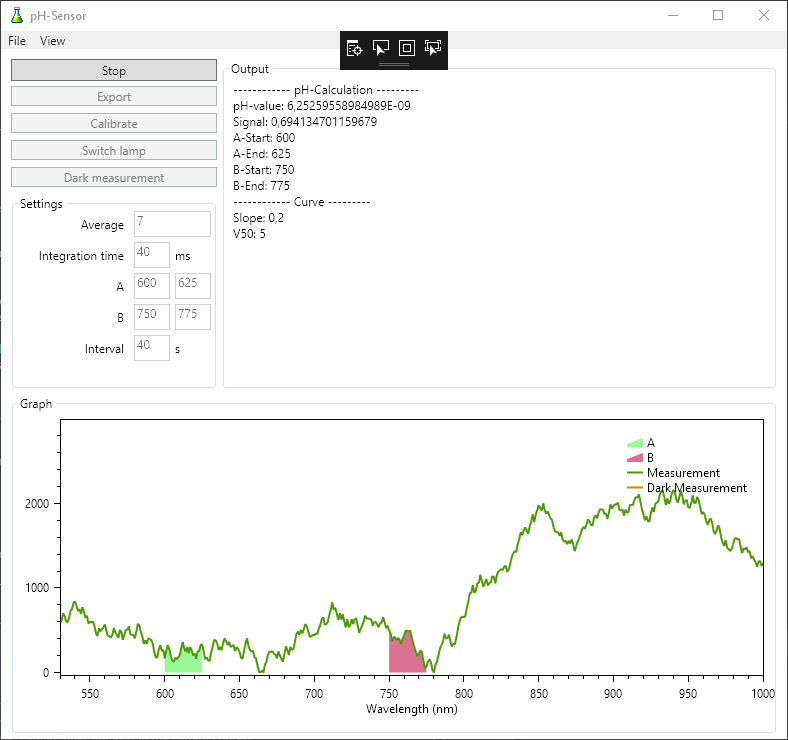 pH-Sensor
File View
Stop
Export
Calibrate
Switch lamp
Dark measurement
Settings
Average 7
Integration time 40 ms
A 600 625
B 750 775
Interval 40 s
Output
------------ pH-Calculation ---------
pH-value: 6,25259558984989E-09
Signal: 0,694134701159679
A-Start: 600
A-End: 625
B-Start: 750
B-End: 775
------------ Curve ---------
Slope: 0,2
V50: 5
Graph
A
B
Measurement
Dark Measurement
2000
1000
0
550 600 650 700 750 800 850 900 950 1000
Wavelength (nm)